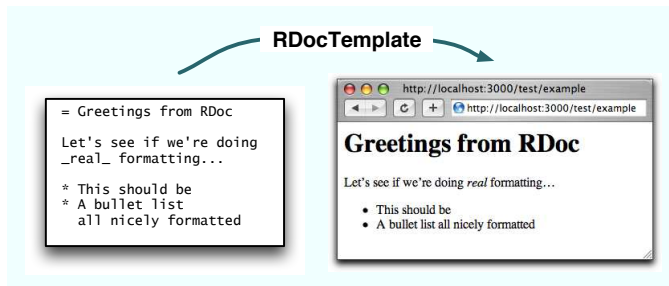 RDocTemplate
= Greetings from RDoc
Let's see if we're doing
_real_ formatting...
* This should be
* A bullet list
all nicely formatted
http://localhost:3000/test/example
http://localhost:3000/test/example
Greetings from RDoc
Let’s see if we’re doing real formatting…
• This should be
• A bullet list all nicely formatted